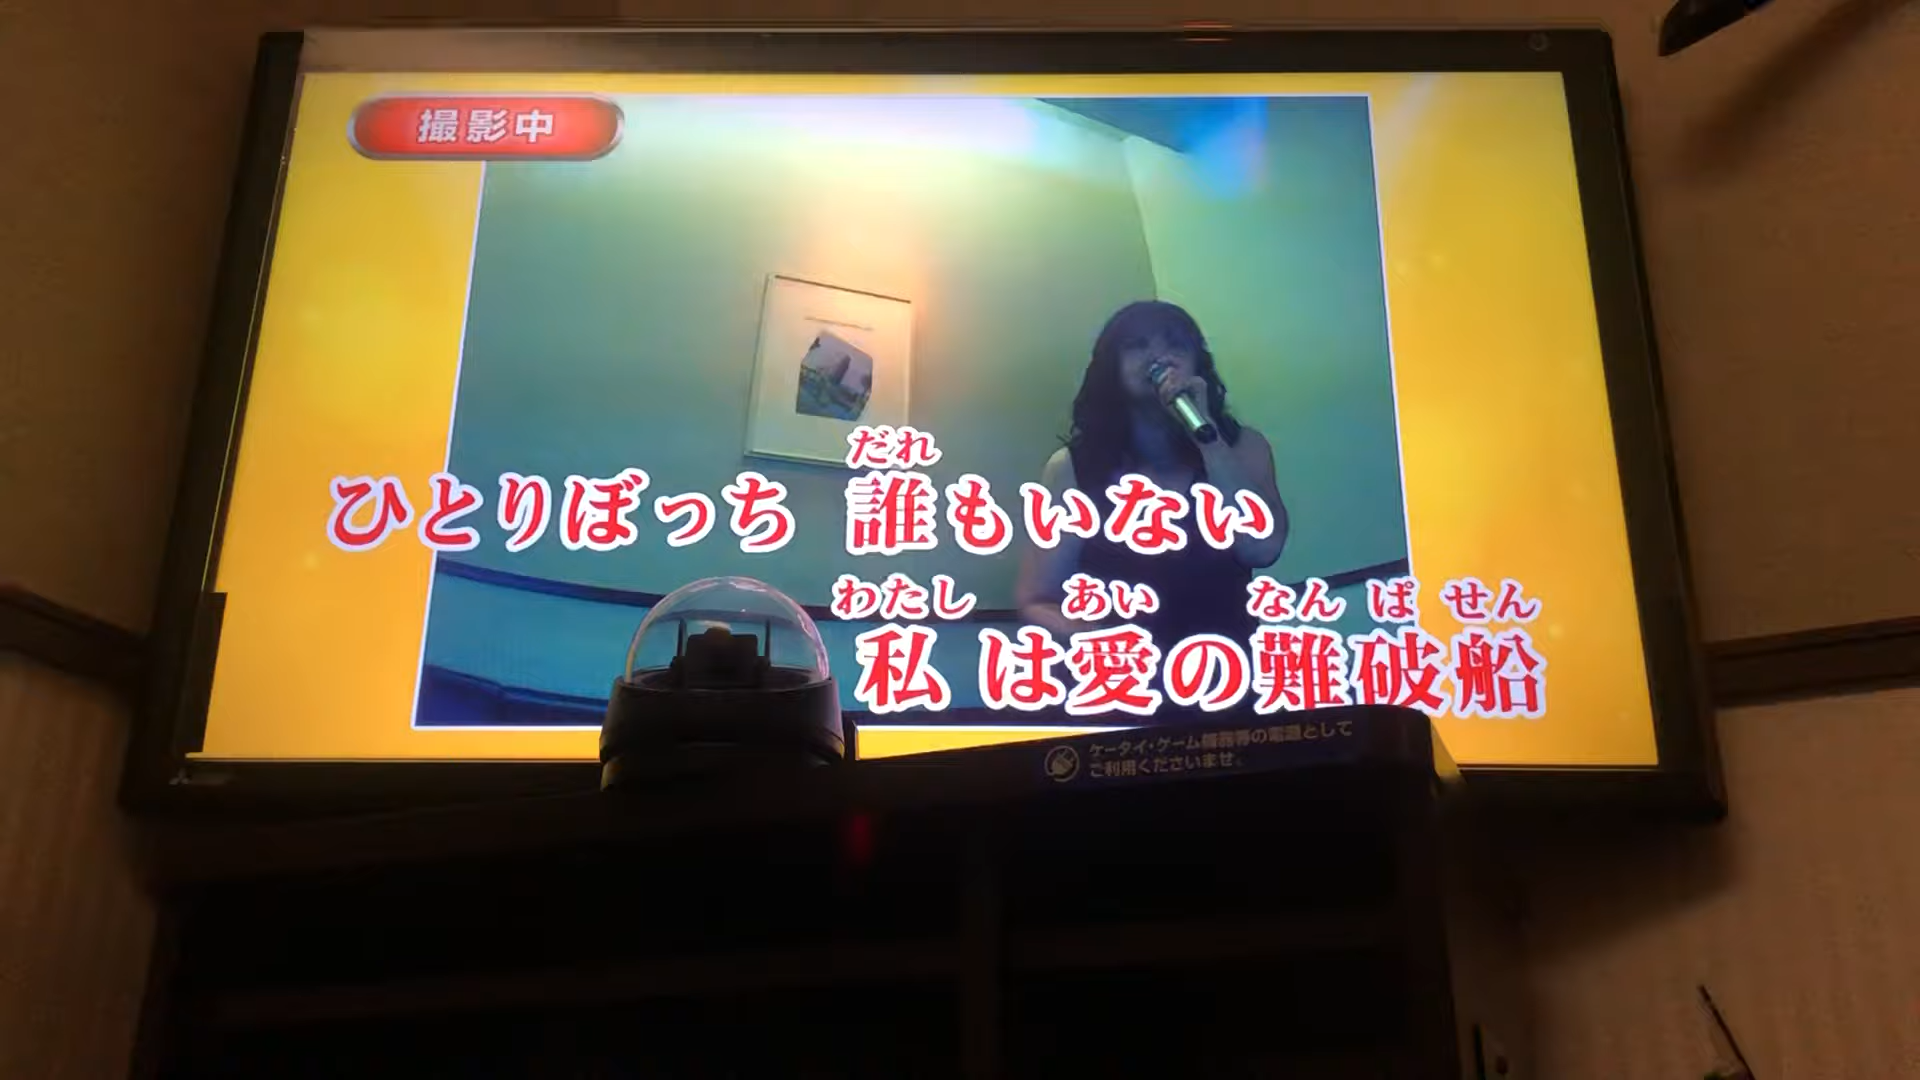 撮影中
だれ
ひとりぼっち 誰もいない
わたし あい なん ぱ せん
私は愛の難破船
ケータイ・ゲーム機器等の電源として
ご利用くださいませ。